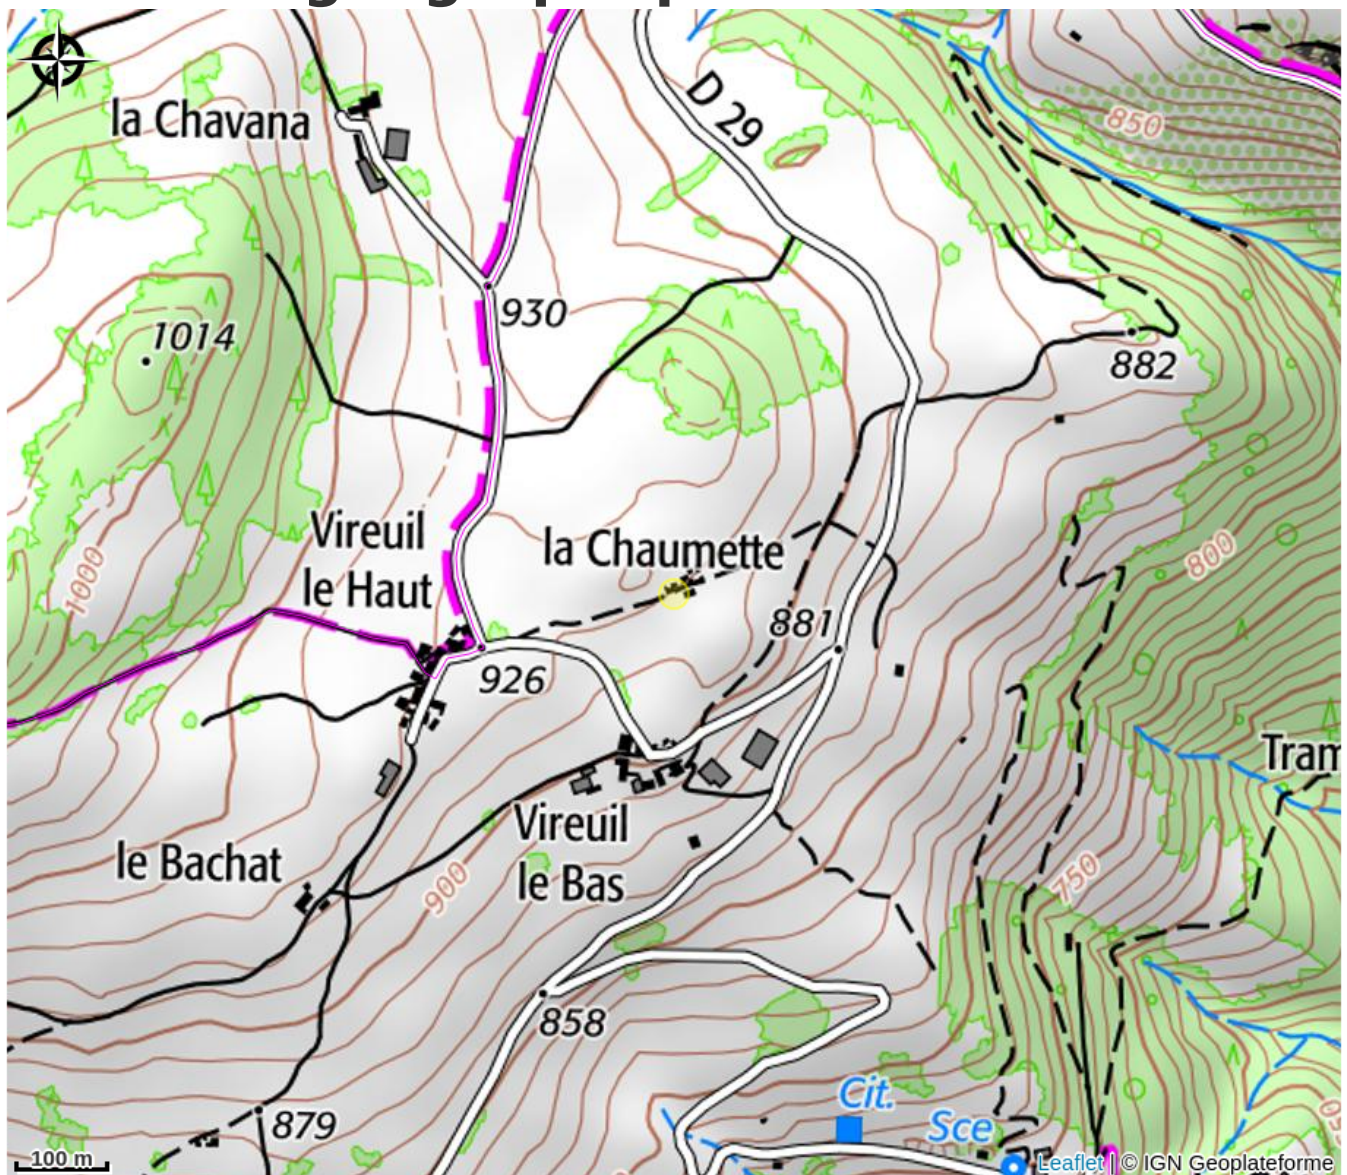 D 29
850
la Chavana
930
1014
882
Vireuil
le Haut
la Chaumette
1000
800
881
926
Tram
Vireuil
le Bas
le Bachat
900
750
858
879
Cit.
Sce
100 m
Leaflet | © IGN Geoplateforme